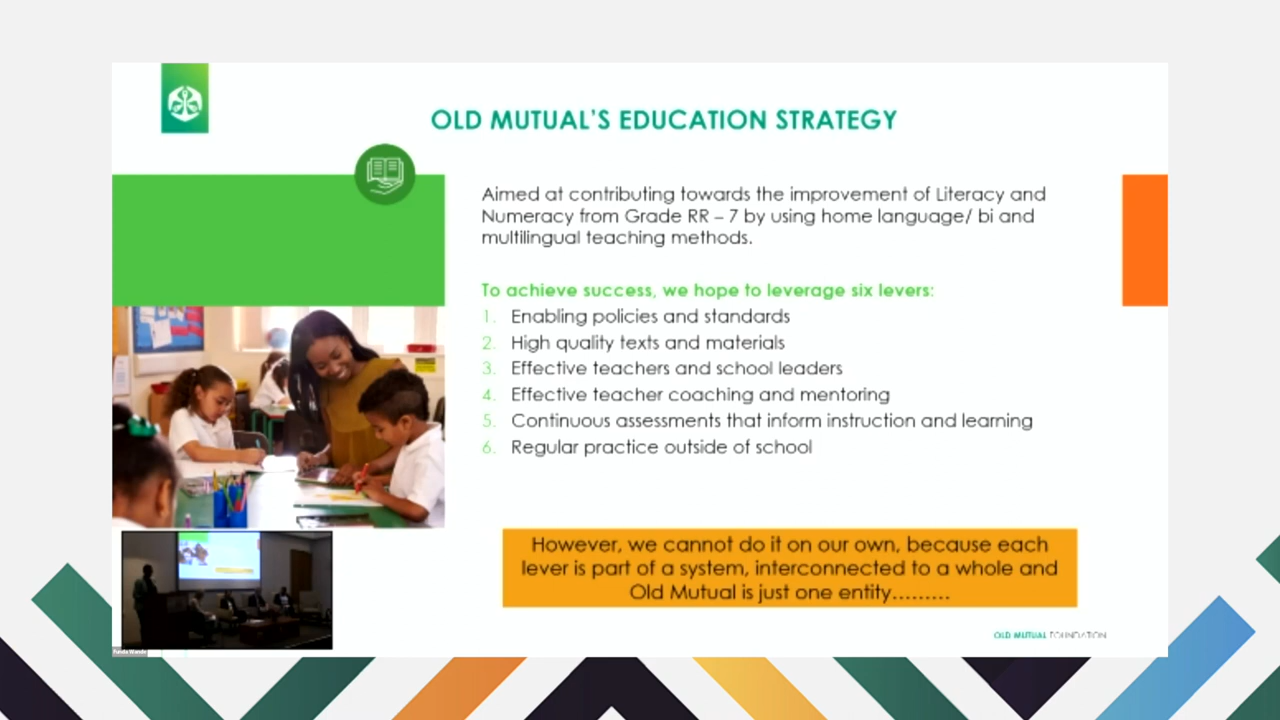 OLD MUTUAL'S EDUCATION STRATEGY
Aimed at contributing towards the improvement of Literacy and
Numeracy from Grade RR – 7 by using home language/ bi and
multilingual teaching methods.
To achieve success, we hope to leverage six levers:
1. Enabling policies and standards
2. High quality texts and materials
3. Effective teachers and school leaders
4. Effective teacher coaching and mentoring
5. Continuous assessments that inform instruction and learning
6. Regular practice outside of school
However, we cannot do it on our own, because each
lever is part of a system, interconnected to a whole and
Old Mutual is just one entity.........
OLD MUTUAL FOUNDATION
Funda Wande